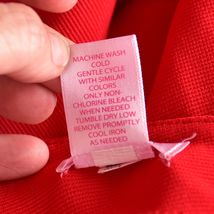 MACHINE WASH
COLD
GENTLE CYCLE
WITH SIMILAR
COLORS
ONLY NON-
CHLORINE BLEACH
WHEN NEEDED
TUMBLE DRY LOW
REMOVE PROMPTLY
COOL IRON
AS NEEDED